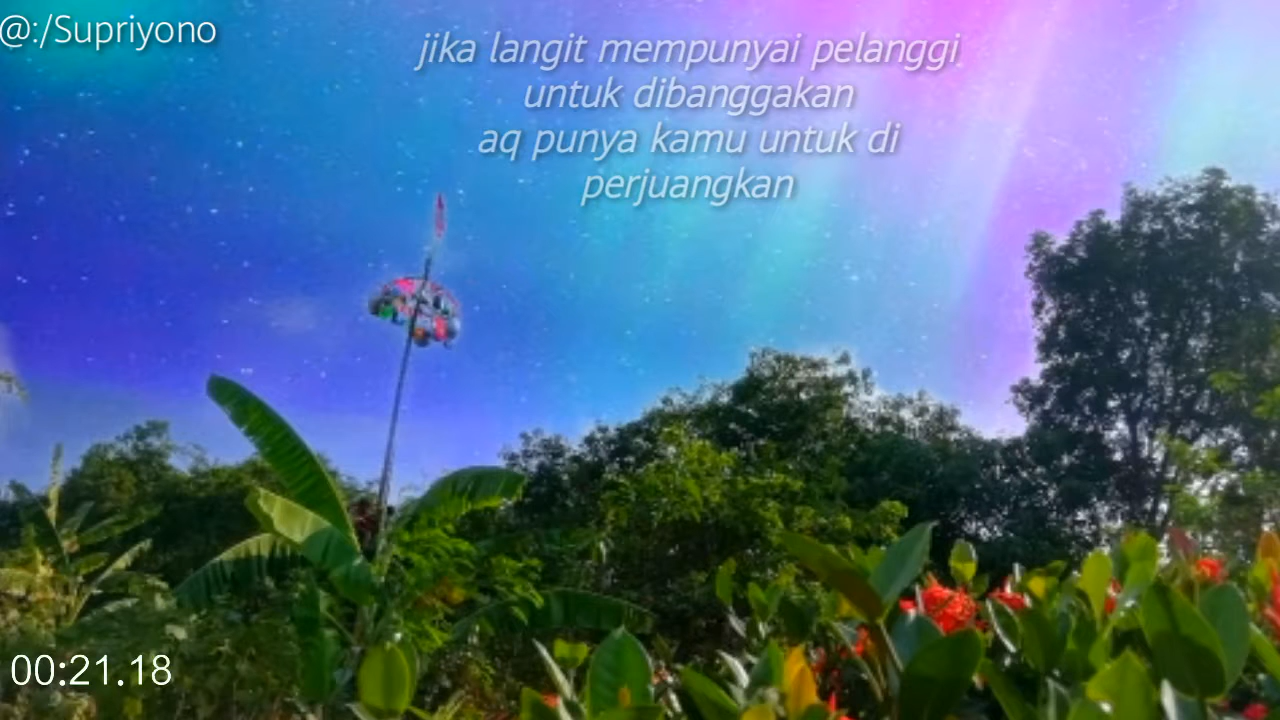 @:/Supriyono
jika langit mempunyai pelanggi
untuk dibanggakan
aq punya kamu untuk di
perjuangkan
00:21.18